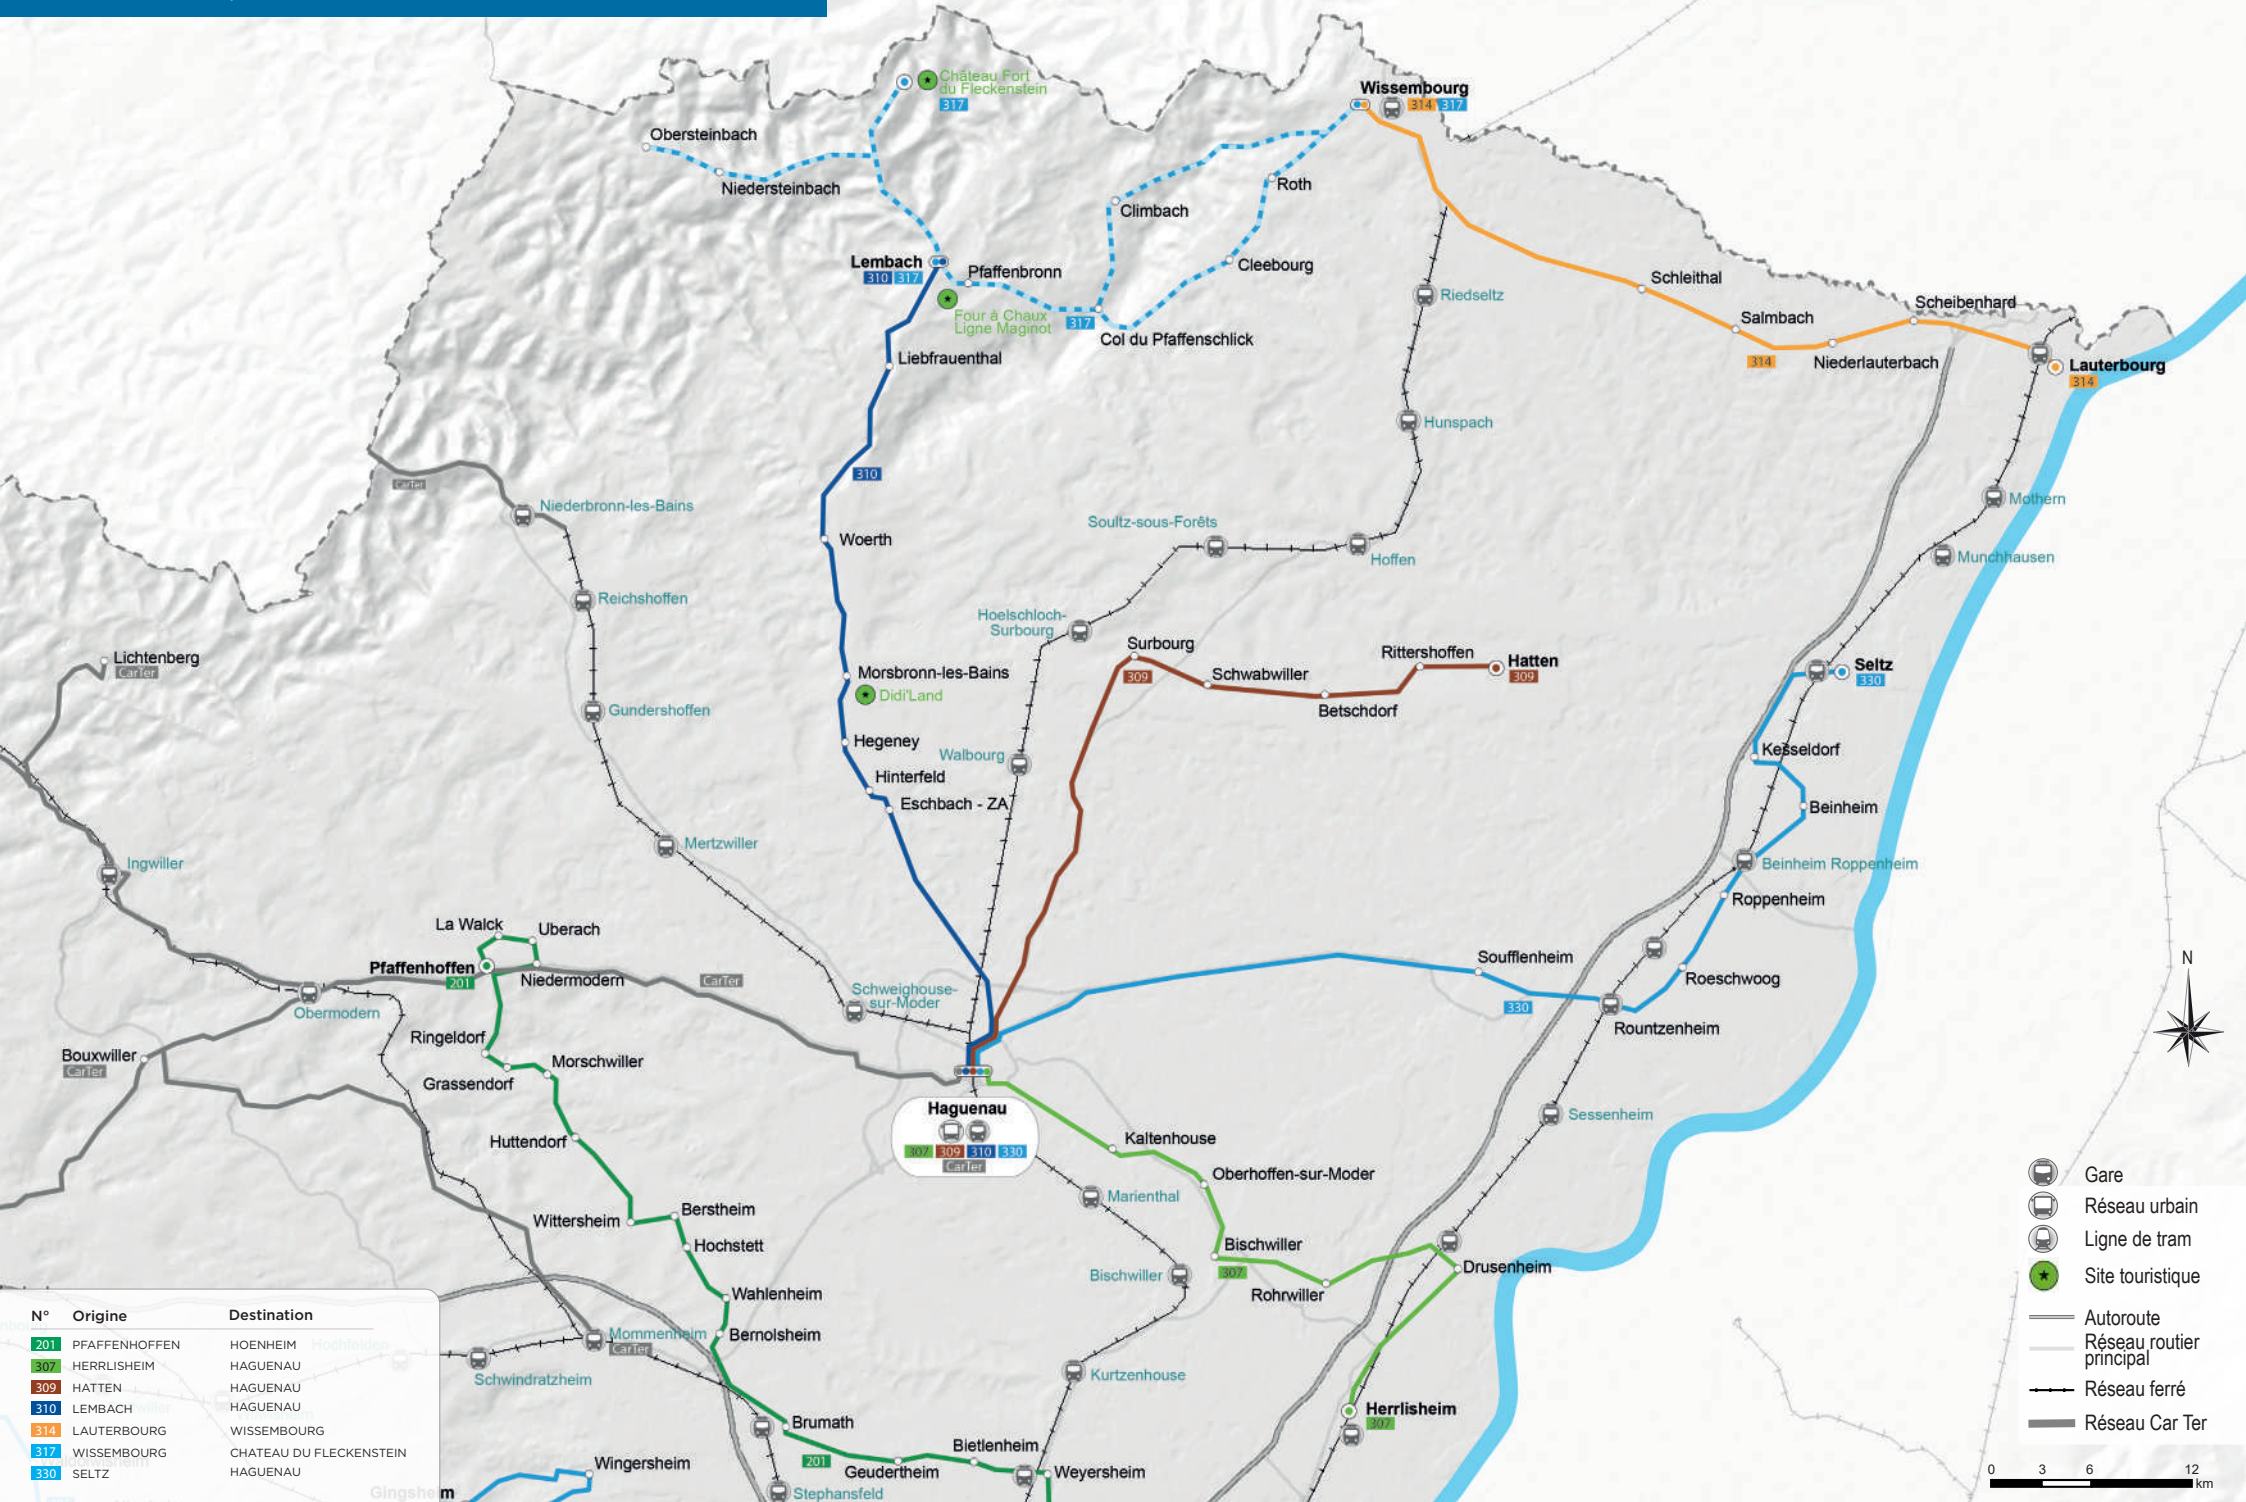 Château Fort
du Fleckenstein
317
Wissembourg
314 317
Obersteinbach
Niedersteinbach
Roth
Climbach
Lembach
310 317
Pfaffenbronn
Cleebourg
Four à Chaux
Ligne Maginot
317
Col du Pfaffenschlick
Riedseltz
Schleithal
Salmbach
Scheibenhard
314
Niederlauterbach
Lauterbourg
314
Liebfrauenthal
Hunspach
310
CarTer
Niederbronn-les-Bains
Woerth
Soultz-sous-Forêts
Hoffen
Mothern
Munchhausen
Reichshoffen
Hoelschloch-
Surbourg
Surbourg
309
Schwabwiller
Rittershoffen
Hatten
309
Betschdorf
Lichtenberg
CarTer
Morsbronn-les-Bains
Didi'Land
Seltz
330
Gundershoffen
Hegeney
Walbourg
Kesseldorf
Hinterfeld
Eschbach - ZA
Beinheim
Mertzwiller
Ingwiller
Beinheim Roppenheim
Roppenheim
La Walck
Uberach
Pfaffenhoffen
201
Niedermodern
CarTer
Schweighouse-
sur-Moder
Soufflenheim
330
Roeschwoog
Rountzenheim
Obermodern
Ringeldorf
Bouxwiller
CarTer
Grassendorf
Morschwiller
Haguenau
307 309 310 330
CarTer
Huttendorf
Kaltenhouse
Oberhoffen-sur-Moder
Sessenheim
Marienthal
Wittersheim
Berstheim
Hochstett
Bischwiller
Bischwiller
307
Rohrwiller
Drusenheim
Wahlenheim
Bernolsheim
Mommenheim
CarTer
Schwindratzheim
Kurtzenhouse
Herrlisheim
307
Brumath
201
Geudertheim
Bietlenheim
Weyersheim
Wingersheim
Stephansfeld
Gingsheim
N
Gare
Réseau urbain
Ligne de tram
Site touristique
Autoroute
Réseau routier
principal
Réseau ferré
Réseau Car Ter
0 3 6 12
km
N° Origine Destination
201 PFAFFENHOFFEN HOENHEIM
307 HERRLISHEIM HAGUENAU
309 HATTEN HAGUENAU
310 LEMBACH HAGUENAU
314 LAUTERBOURG WISSEMBOURG
317 WISSEMBOURG CHATEAU DU FLECKENSTEIN
330 SELTZ HAGUENAU
Hochfelden